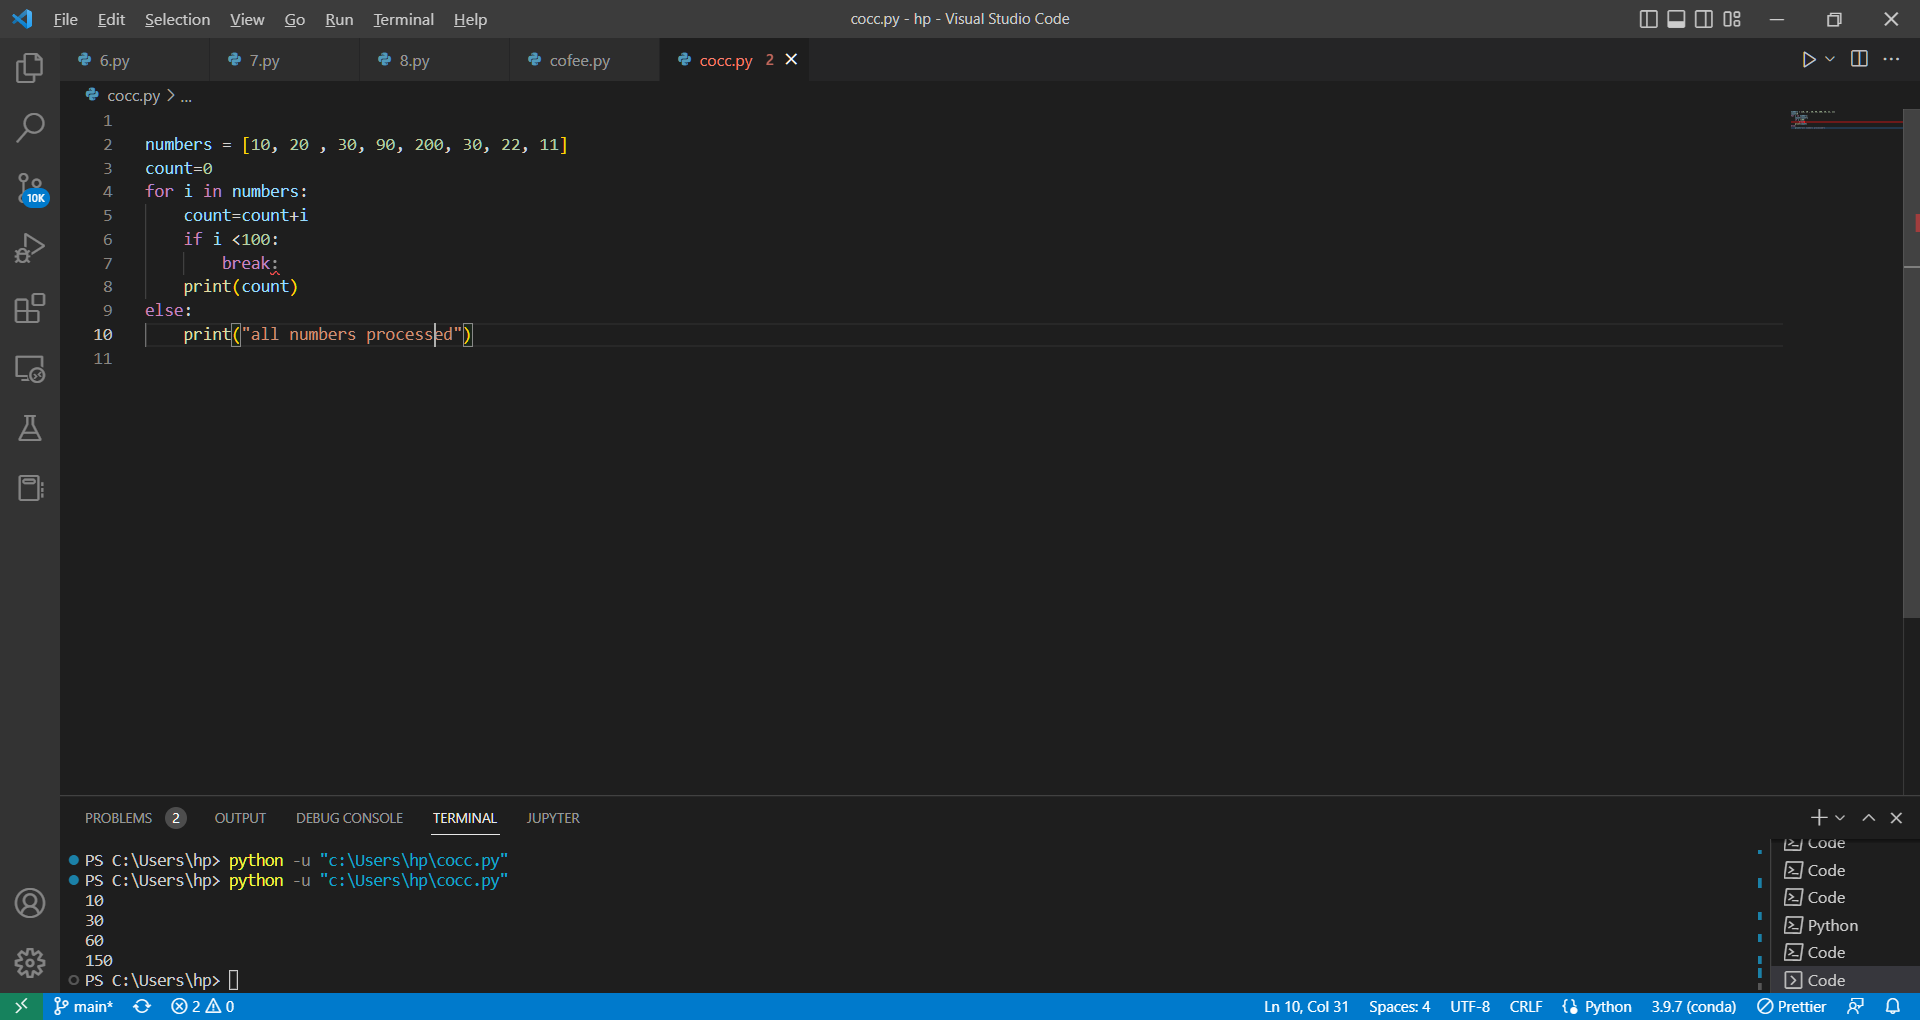 File Edit Selection View Go Run Terminal Help cocc.py - hp - Visual Studio Code
6.py 7.py 8.py cofee.py cocc.py 2
cocc.py > ...
1
2 numbers = [10, 20 , 30, 90, 200, 30, 22, 11]
3 count=0
4 for i in numbers:
5 count=count+i
6 if i <100:
7 break:
8 print(count)
9 else:
10 print("all numbers processed")
11
10K
PROBLEMS 2 OUTPUT DEBUG CONSOLE TERMINAL JUPYTER
PS C:\Users\hp> python -u "c:\Users\hp\cocc.py"
PS C:\Users\hp> python -u "c:\Users\hp\cocc.py"
10
30
60
150
PS C:\Users\hp>
Code
Code
Code
Python
Code
Code
main* 2 0 Ln 10, Col 31 Spaces: 4 UTF-8 CRLF Python 3.9.7 (conda) Prettier